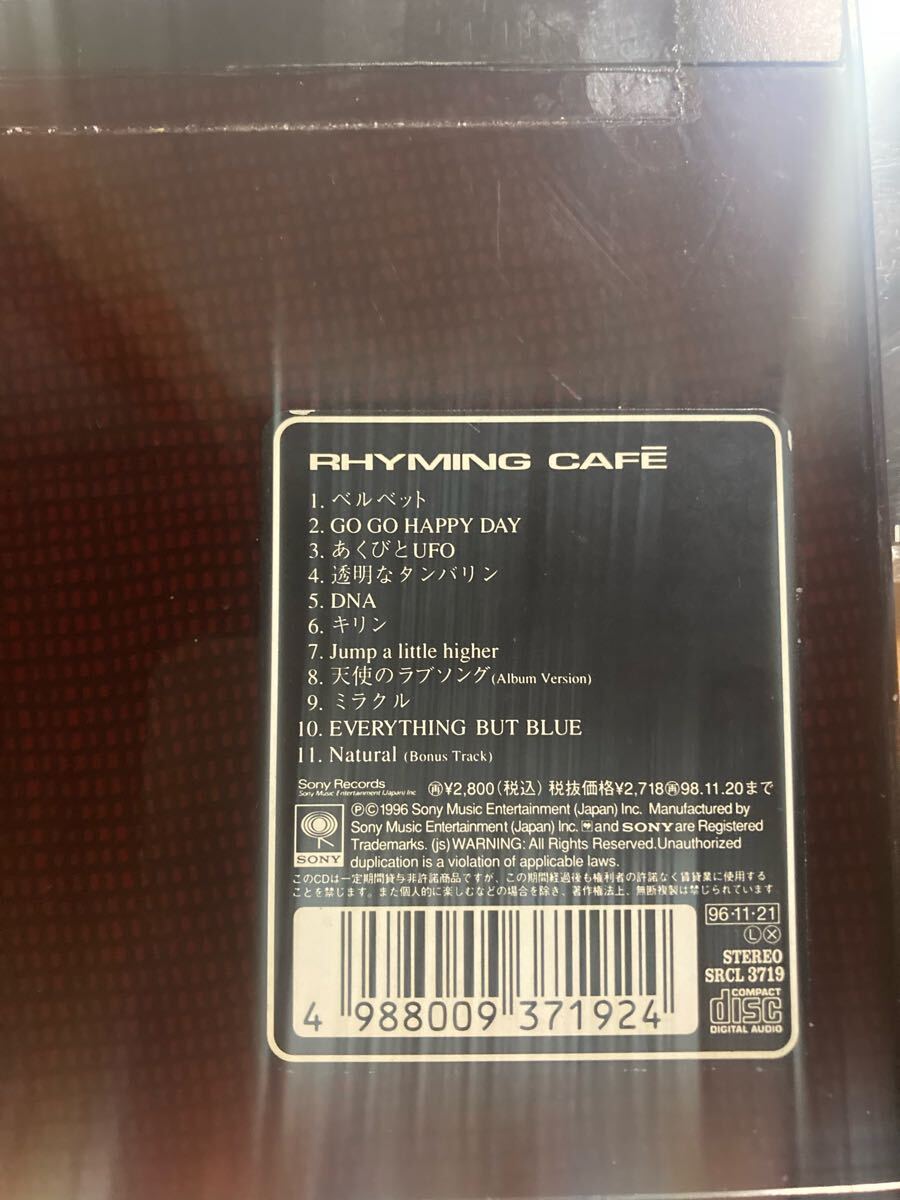 RHYMING CAFĒ
1. ベルベット
2. GO GO HAPPY DAY
3. あくびとUFO
4. 透明なタンバリン
5. DNA
6. キリン
7. Jump a little higher
8. 天使のラブソング(Album Version)
9. ミラクル
10. EVERYTHING BUT BLUE
11. Natural (Bonus Track)
Sony Records
Sony Music Entertainment (Japan) Inc
㊢¥2,800(税込) 税抜価格¥2,718㊢98.11.20まで
Ⓟ©1996 Sony Music Entertainment (Japan) Inc. Manufactured by
Sony Music Entertainment (Japan) Inc. and SONY are Registered
Trademarks. (js) WARNING: All Rights Reserved.Unauthorized
duplication is a violation of applicable laws.
SONY
このCDは一定期間貸与非許諾商品ですが、この期間経過後も権利者の許諾なく賃貸業に使用する
ことを禁じます。また個人的に楽しむなどの場合を除き、著作権法上、無断複製は禁じられています
96・11・21
Ⓛ Ⓧ
STEREO
SRCL 3719
COMPACT
disc
DIGITAL AUDIO
4 988009 371924